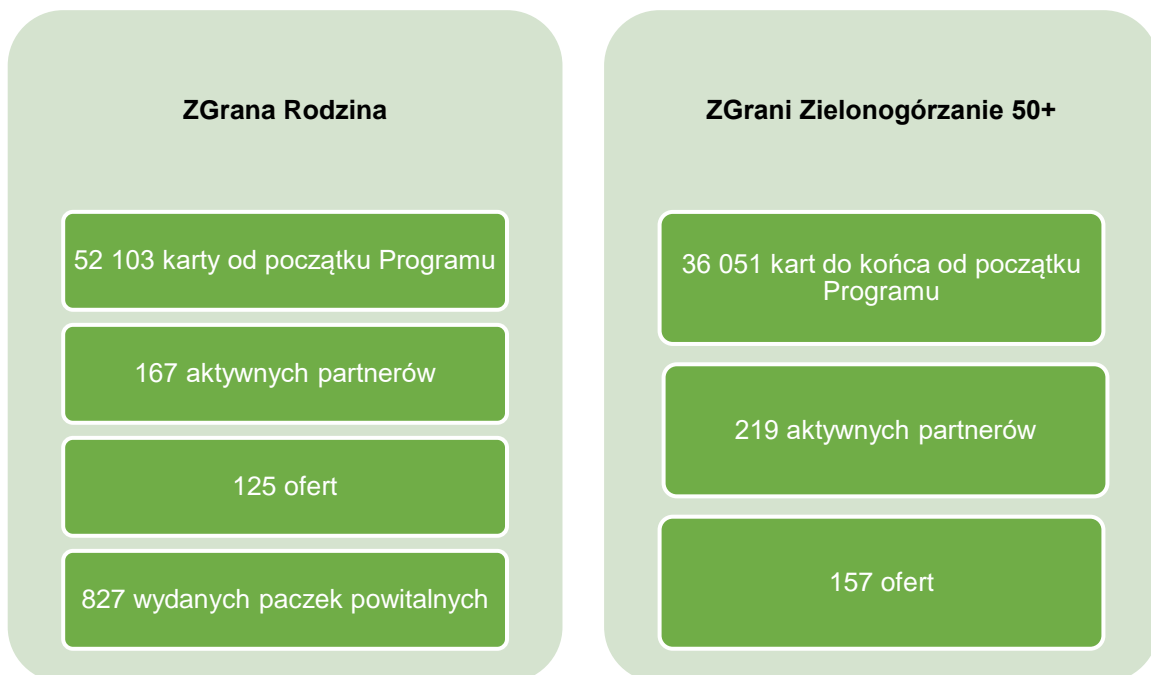 ZGrana Rodzina
52 103 karty od początku Programu
167 aktywnych partnerów
125 ofert
827 wydanych paczek powitalnych
ZGrani Zielonogórzanie 50+
36 051 kart do końca od początku
Programu
219 aktywnych partnerów
157 ofert